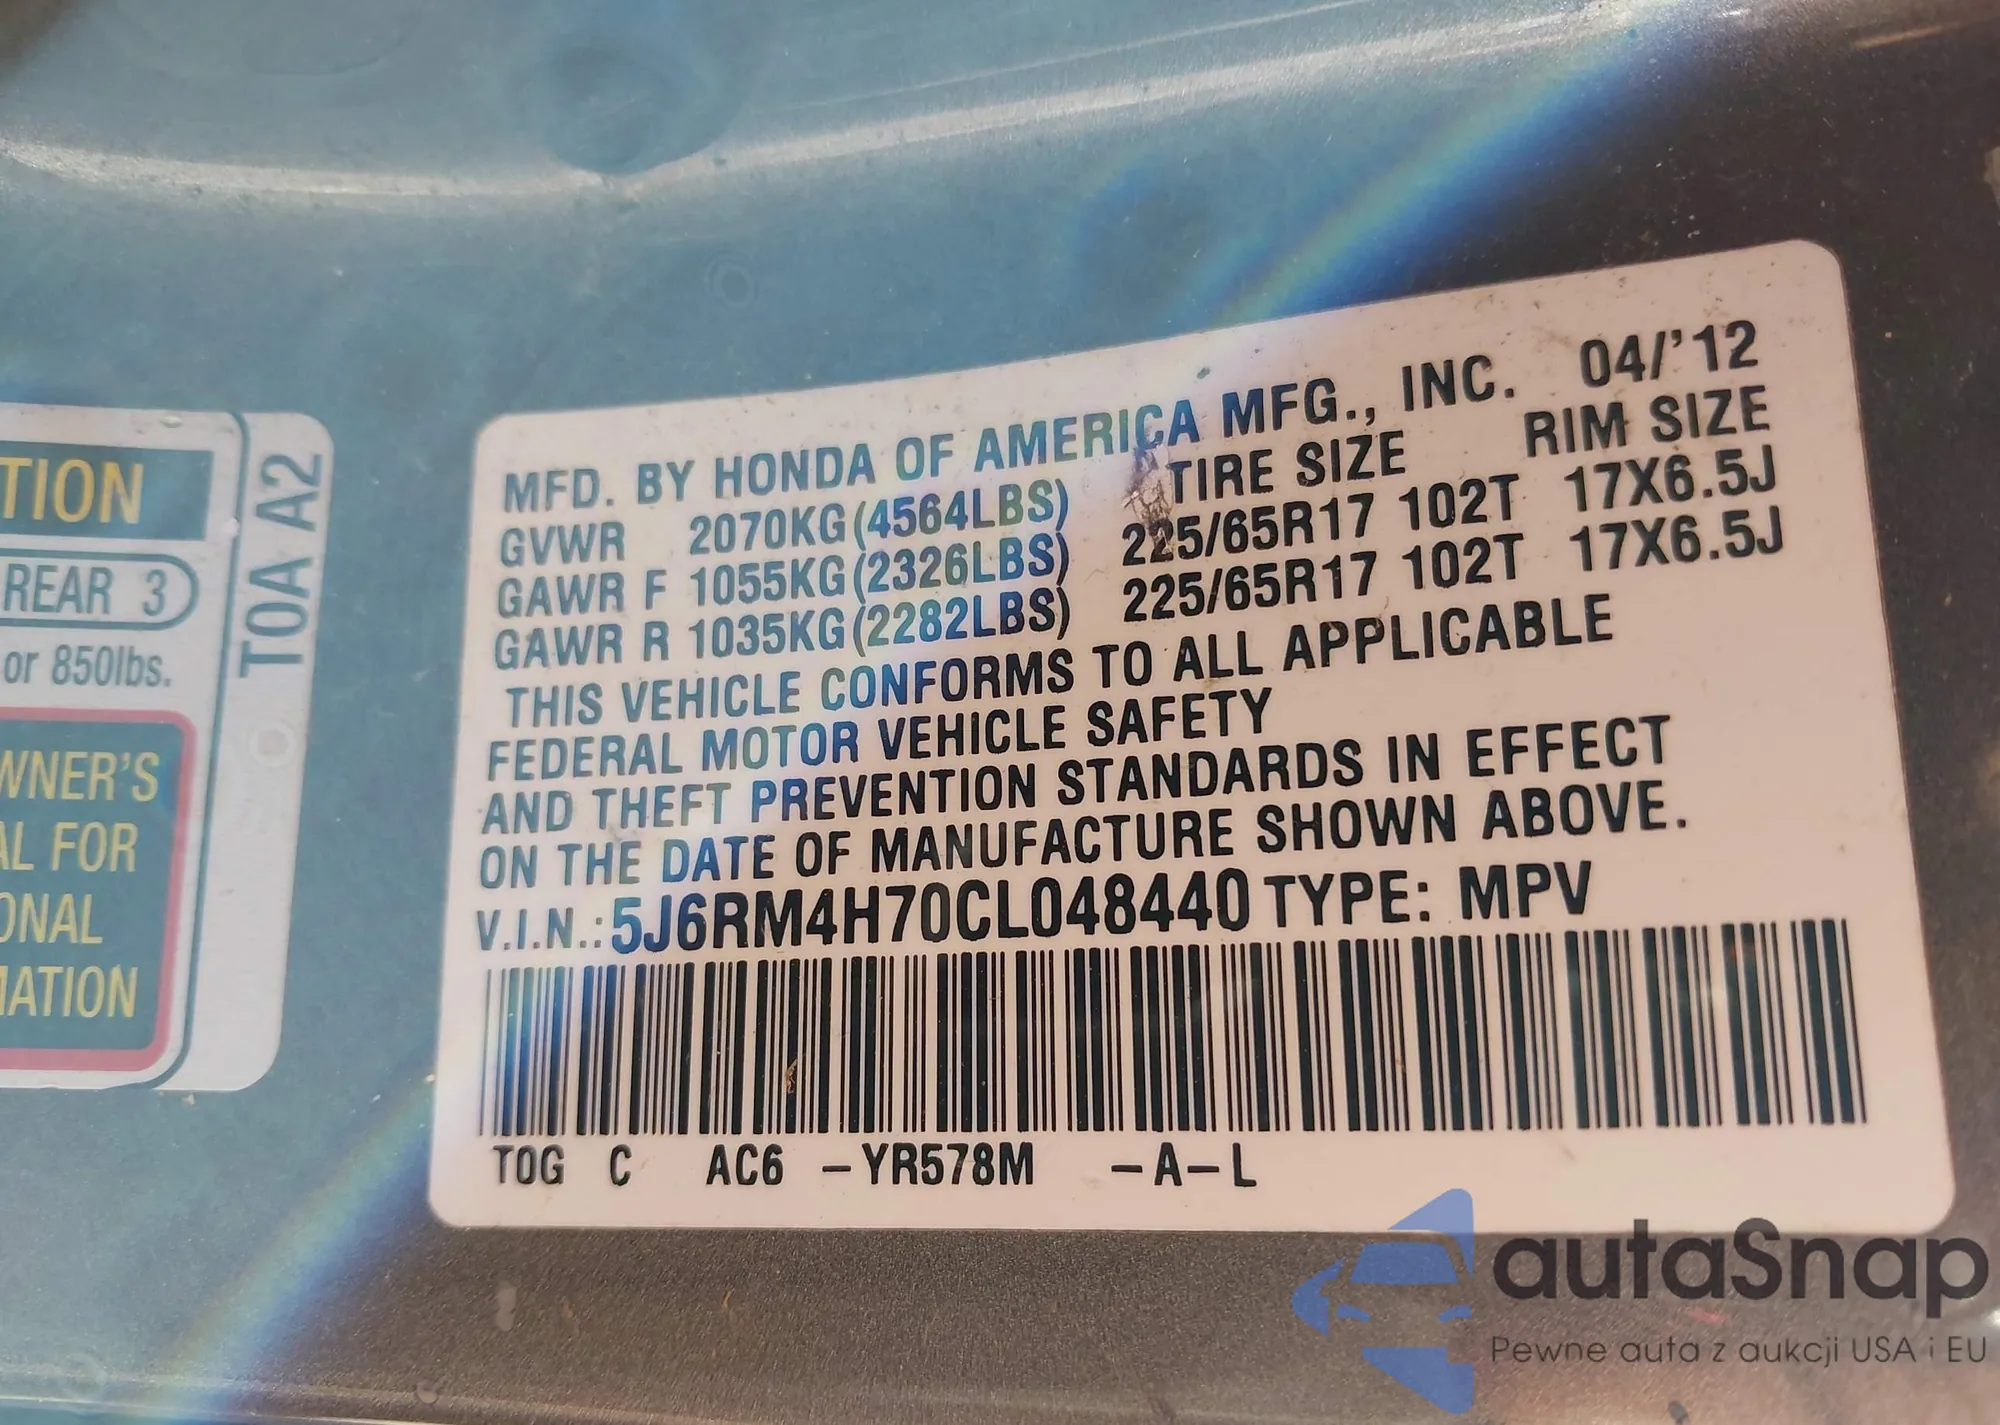 TION
REAR 3
or 850lbs.
WNER'S
AL FOR
ONAL
MATION
T0A A2
MFD. BY HONDA OF AMERICA MFG., INC. 04/'12
TIRE SIZE RIM SIZE
GVWR 2070KG(4564LBS)
GAWR F 1055KG(2326LBS) 225/65R17 102T 17X6.5J
GAWR R 1035KG(2282LBS) 225/65R17 102T 17X6.5J
THIS VEHICLE CONFORMS TO ALL APPLICABLE
FEDERAL MOTOR VEHICLE SAFETY
AND THEFT PREVENTION STANDARDS IN EFFECT
ON THE DATE OF MANUFACTURE SHOWN ABOVE.
V.I.N.: 5J6RM4H70CL048440 TYPE: MPV
TOG C AC6 -YR578M -A-L
autaSnap
Pewne auta z aukcji USA i EU